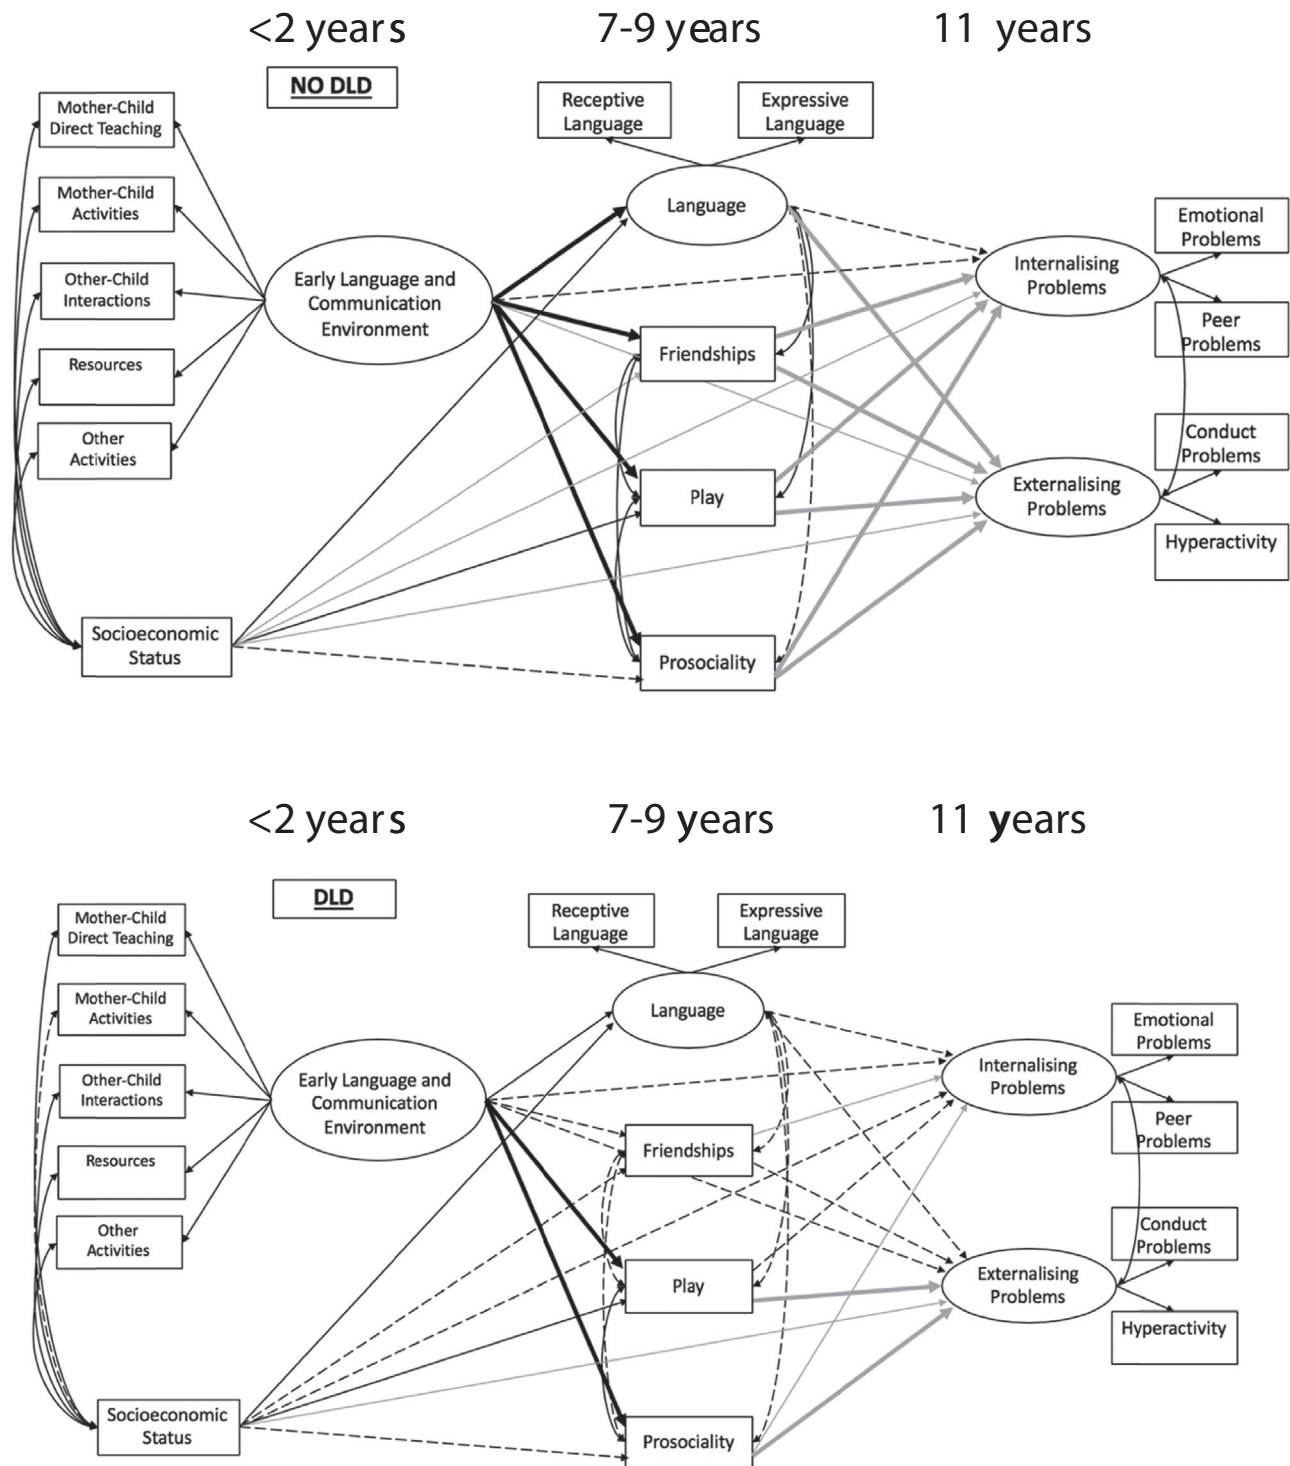 <2 years
7-9 years
11 years
NO DLD
Mother-Child
Direct Teaching
Mother-Child
Activities
Other-Child
Interactions
Resources
Other
Activities
Early Language and
Communication
Environment
Socioeconomic
Status
Receptive
Language
Expressive
Language
Language
Friendships
Play
Prosociality
Internalising
Problems
Externalising
Problems
Emotional
Problems
Peer
Problems
Conduct
Problems
Hyperactivity
<2 years
7-9 years
11 years
DLD
Mother-Child
Direct Teaching
Mother-Child
Activities
Other-Child
Interactions
Resources
Other
Activities
Early Language and
Communication
Environment
Socioeconomic
Status
Receptive
Language
Expressive
Language
Language
Friendships
Play
Prosociality
Internalising
Problems
Externalising
Problems
Emotional
Problems
Peer
Problems
Conduct
Problems
Hyperactivity